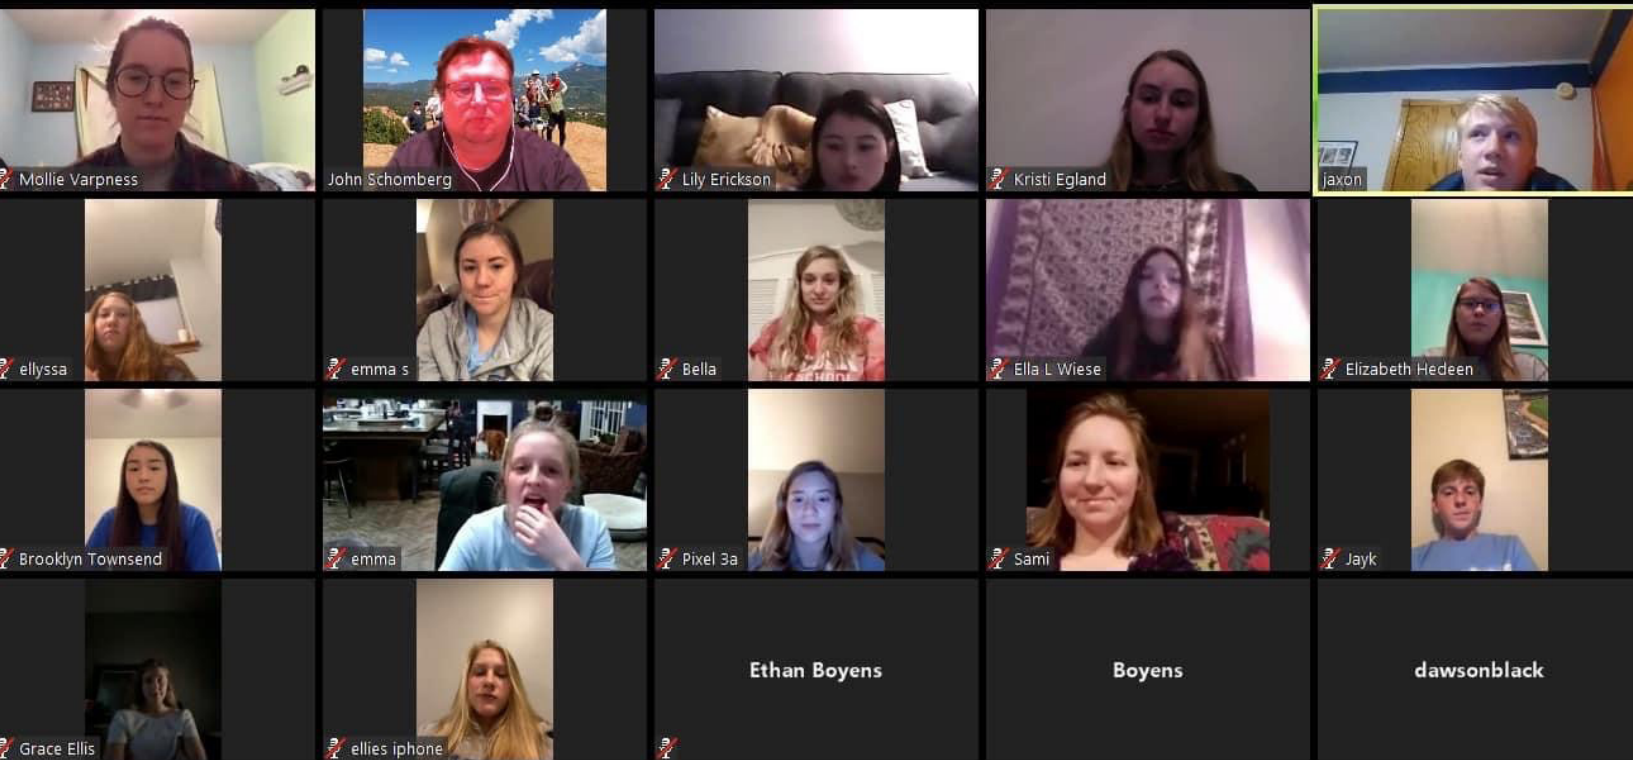 Mollie Varpness
John Schomberg
Lily Erickson
Kristi Egland
jaxon
ellyssa
emma s
Bella
SCHOOL
Ella L Wiese
Elizabeth Hedeen
Brooklyn Townsend
emma
Pixel 3a
Sami
Jayk
Grace Ellis
ellies iphone
Ethan Boyens
Boyens
dawsonblack